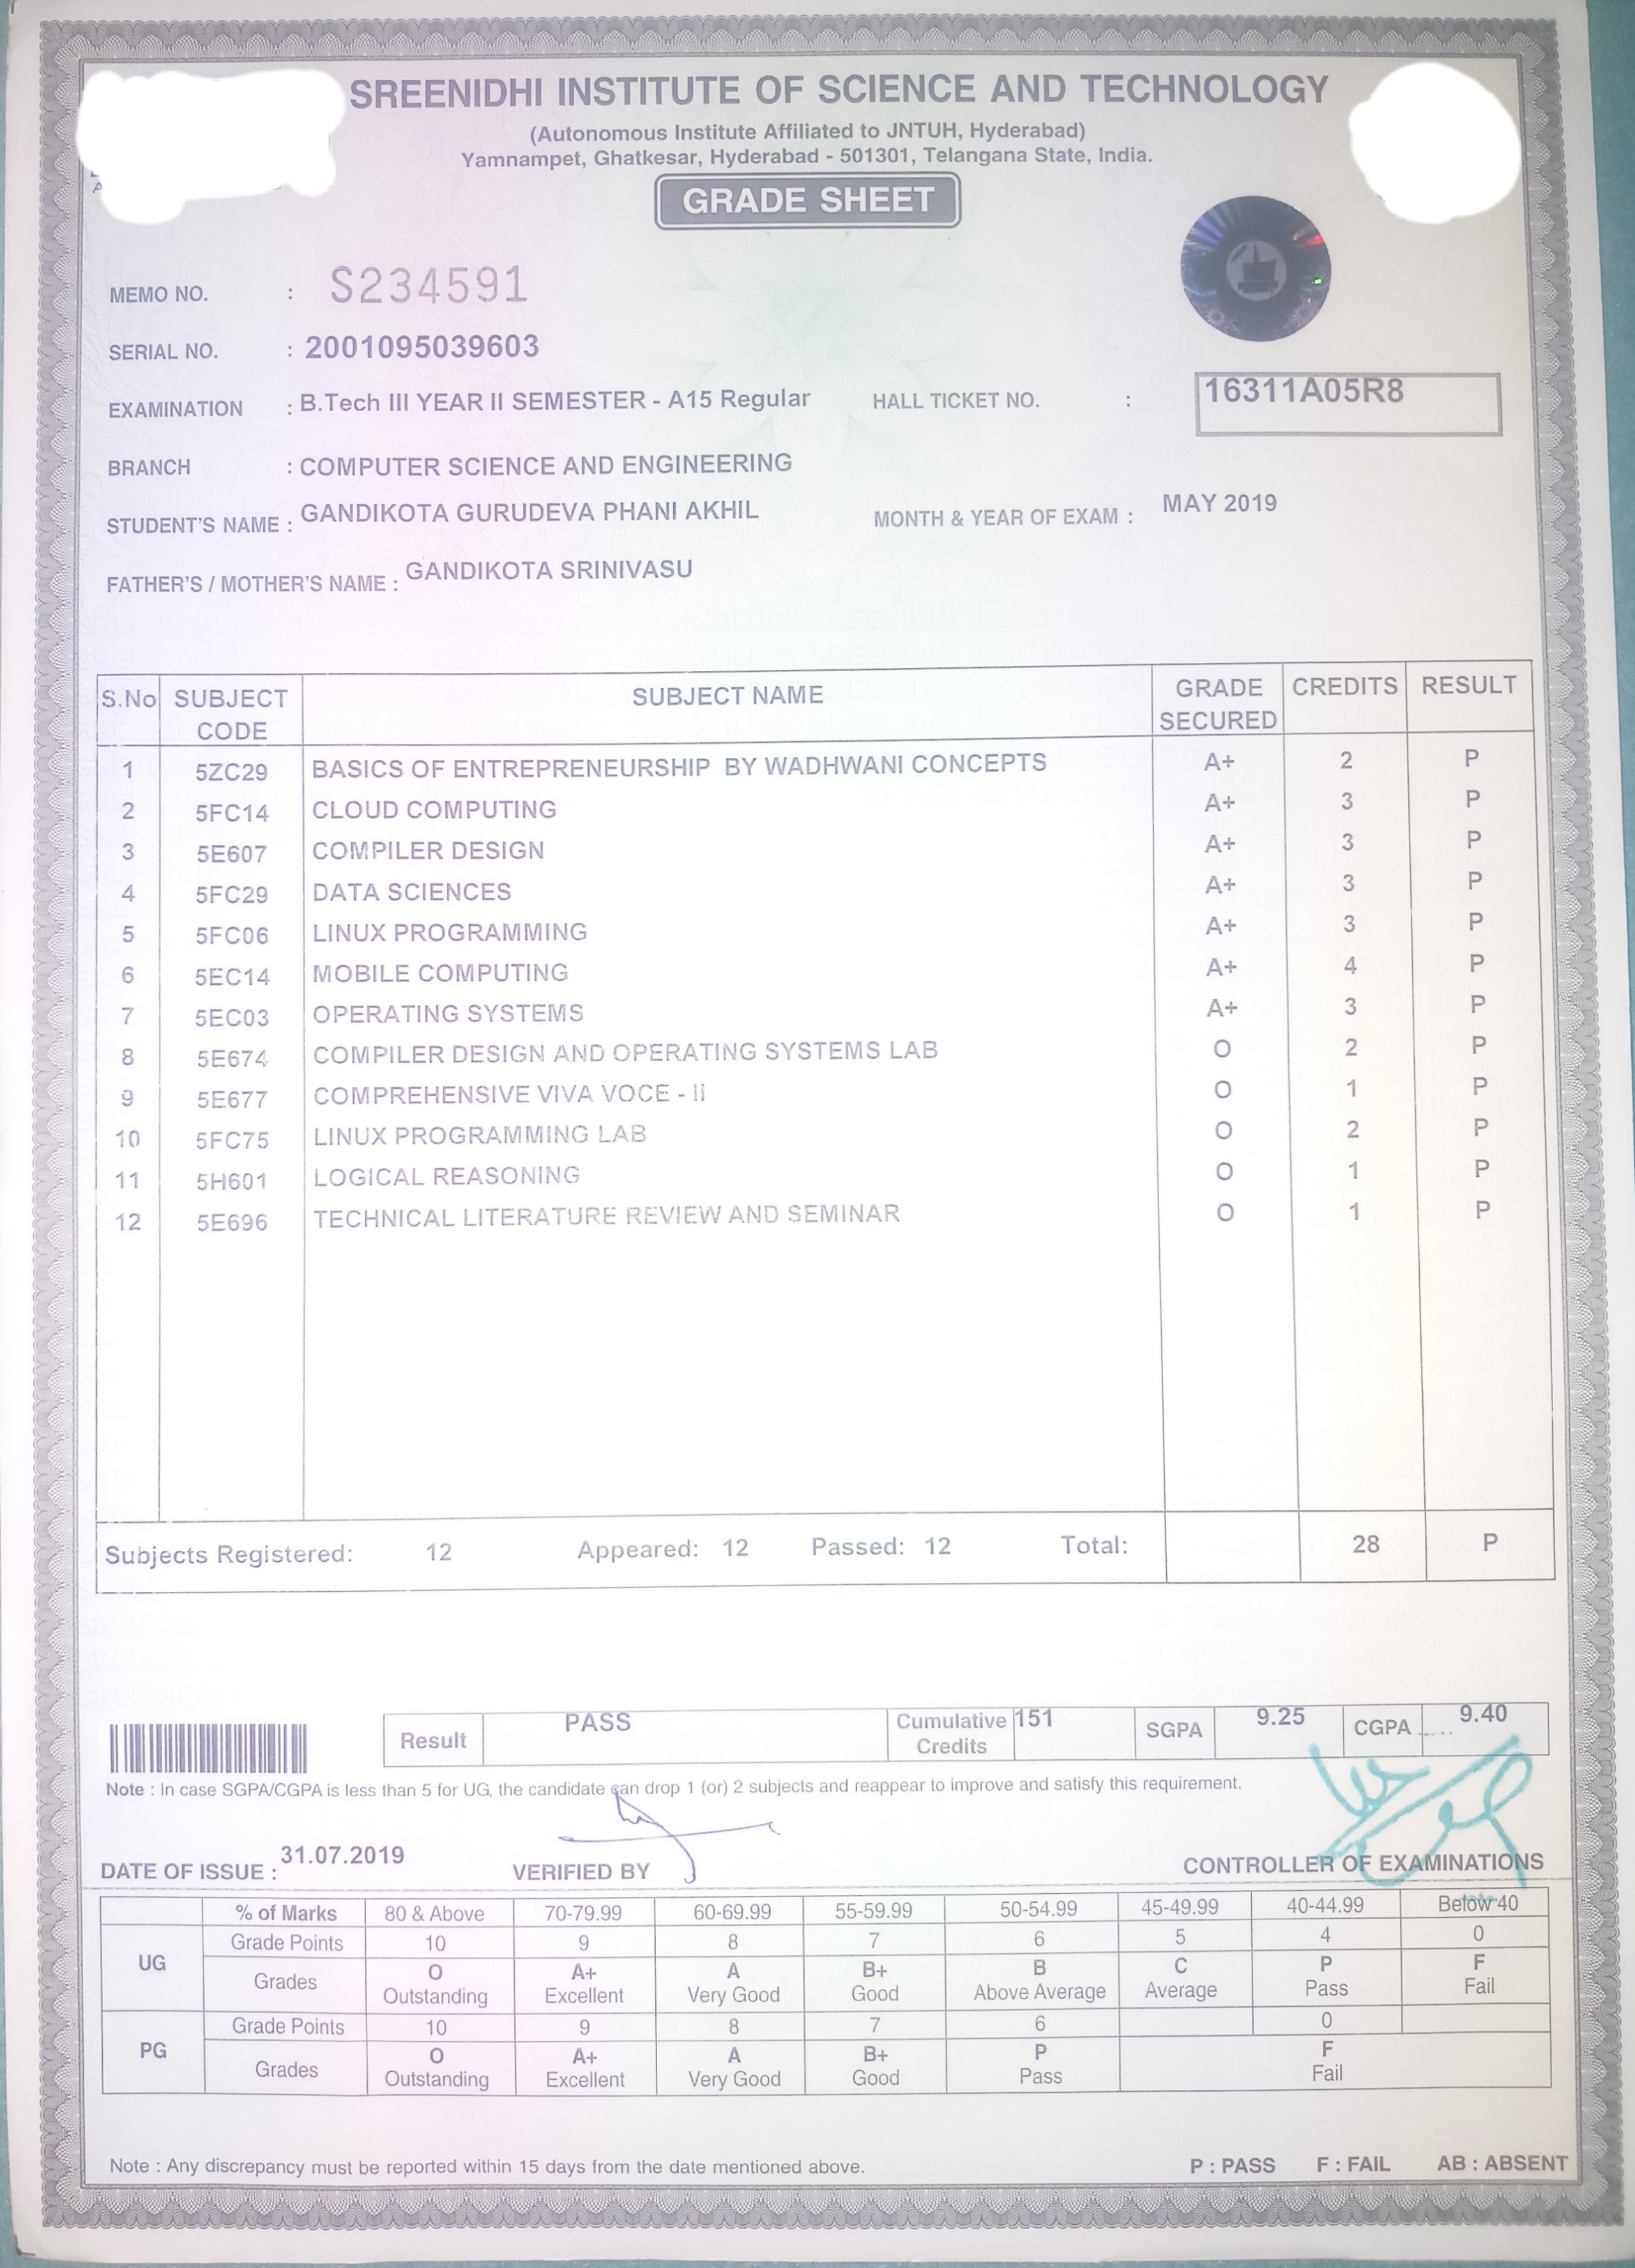 SREENIDHI INSTITUTE OF SCIENCE AND TECHNOLOGY
(Autonomous Institute Affiliated to JNTUH, Hyderabad)
Yamnampet, Ghatkesar, Hyderabad - 501301, Telangana State, India.
GRADE SHEET
MEMO NO. : S234591
SERIAL NO. : 2001095039603
EXAMINATION : B.Tech III YEAR II SEMESTER - A15 Regular HALL TICKET NO. : 16311A05R8
BRANCH : COMPUTER SCIENCE AND ENGINEERING
STUDENT'S NAME : GANDIKOTA GURUDEVA PHANI AKHIL MONTH & YEAR OF EXAM : MAY 2019
FATHER'S / MOTHER'S NAME : GANDIKOTA SRINIVASU
S.No SUBJECT CODE SUBJECT NAME GRADE SECURED CREDITS RESULT
1 5ZC29 BASICS OF ENTREPRENEURSHIP BY WADHWANI CONCEPTS A+ 2 P
2 5FC14 CLOUD COMPUTING A+ 3 P
3 5E607 COMPILER DESIGN A+ 3 P
4 5FC29 DATA SCIENCES A+ 3 P
5 5FC06 LINUX PROGRAMMING A+ 3 P
6 5EC14 MOBILE COMPUTING A+ 4 P
7 5EC03 OPERATING SYSTEMS A+ 3 P
8 5E674 COMPILER DESIGN AND OPERATING SYSTEMS LAB O 2 P
9 5E677 COMPREHENSIVE VIVA VOCE - II O 1 P
10 5FC75 LINUX PROGRAMMING LAB O 2 P
11 5H601 LOGICAL REASONING O 1 P
12 5E696 TECHNICAL LITERATURE REVIEW AND SEMINAR O 1 P
Subjects Registered: 12 Appeared: 12 Passed: 12 Total: 28 P
Result PASS Cumulative Credits 151 SGPA 9.25 CGPA 9.40
Note : In case SGPA/CGPA is less than 5 for UG, the candidate can drop 1 (or) 2 subjects and reappear to improve and satisfy this requirement.
DATE OF ISSUE : 31.07.2019 VERIFIED BY CONTROLLER OF EXAMINATIONS
% of Marks 80 & Above 70-79.99 60-69.99 55-59.99 50-54.99 45-49.99 40-44.99 Below 40
UG Grade Points 10 9 8 7 6 5 4 0
Grades O Outstanding A+ Excellent A Very Good B+ Good B Above Average C Average P Pass F Fail
PG Grade Points 10 9 8 7 6 0
Grades O Outstanding A+ Excellent A Very Good B+ Good P Pass F Fail
Note : Any discrepancy must be reported within 15 days from the date mentioned above. P : PASS F : FAIL AB : ABSENT